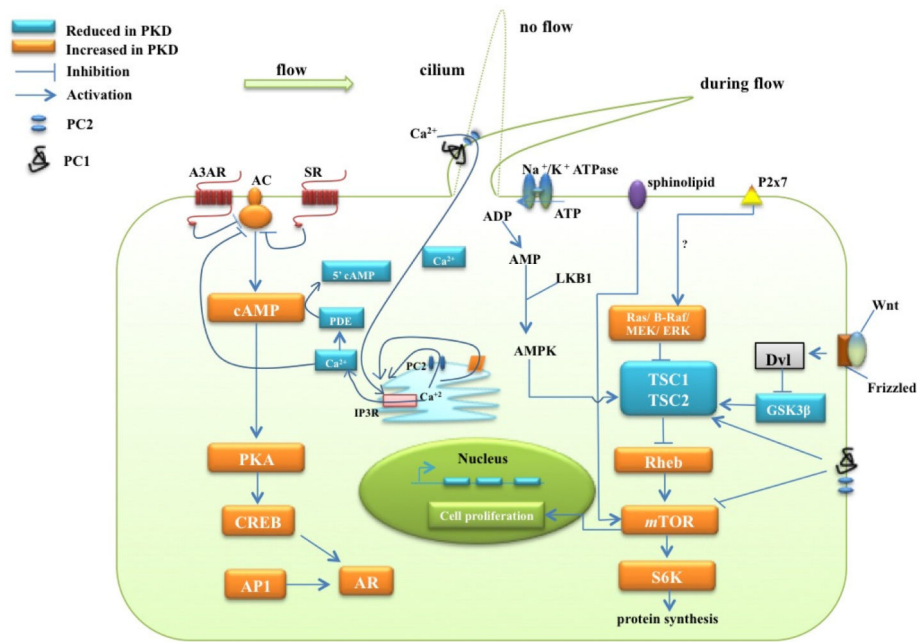 Reduced in PKD
Increased in PKD
Inhibition
Activation
PC2
PC1
flow
cilium
no flow
during flow
Ca²⁺
A3AR
AC
SR
Na⁺/K⁺ ATPase
sphinolipid
P2x7
ADP
ATP
AMP
LKB1
AMPK
?
5' cAMP
Ca²⁺
cAMP
PDE
Ca²⁺
PC2
Ca⁺²
IP3R
Ras/ B-Raf/
MEK/ ERK
Wnt
Dvl
Frizzled
TSC1
TSC2
GSK3β
PKA
Nucleus
Rheb
Cell proliferation
CREB
mTOR
AP1
AR
S6K
protein synthesis